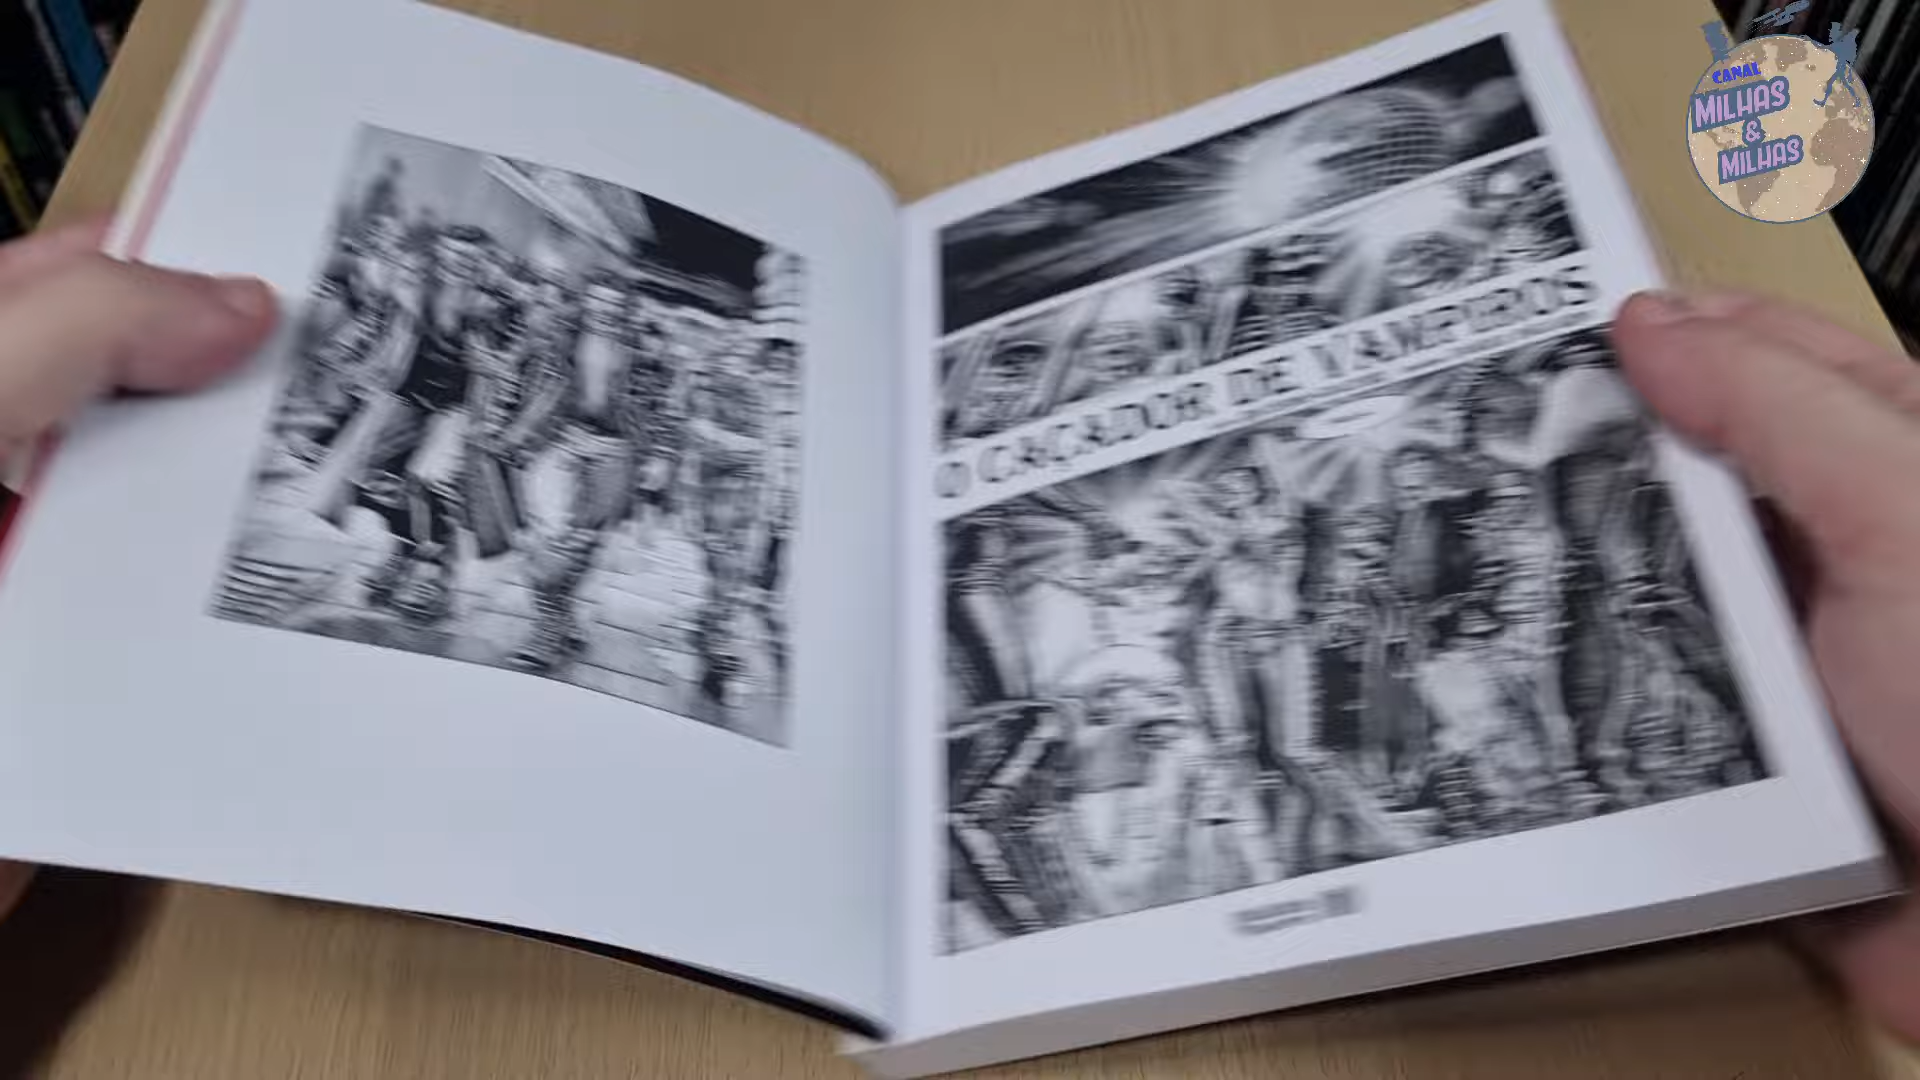 CANAL
MILHAS
&
MILHAS
O CAÇADOR DE VAMPIROS